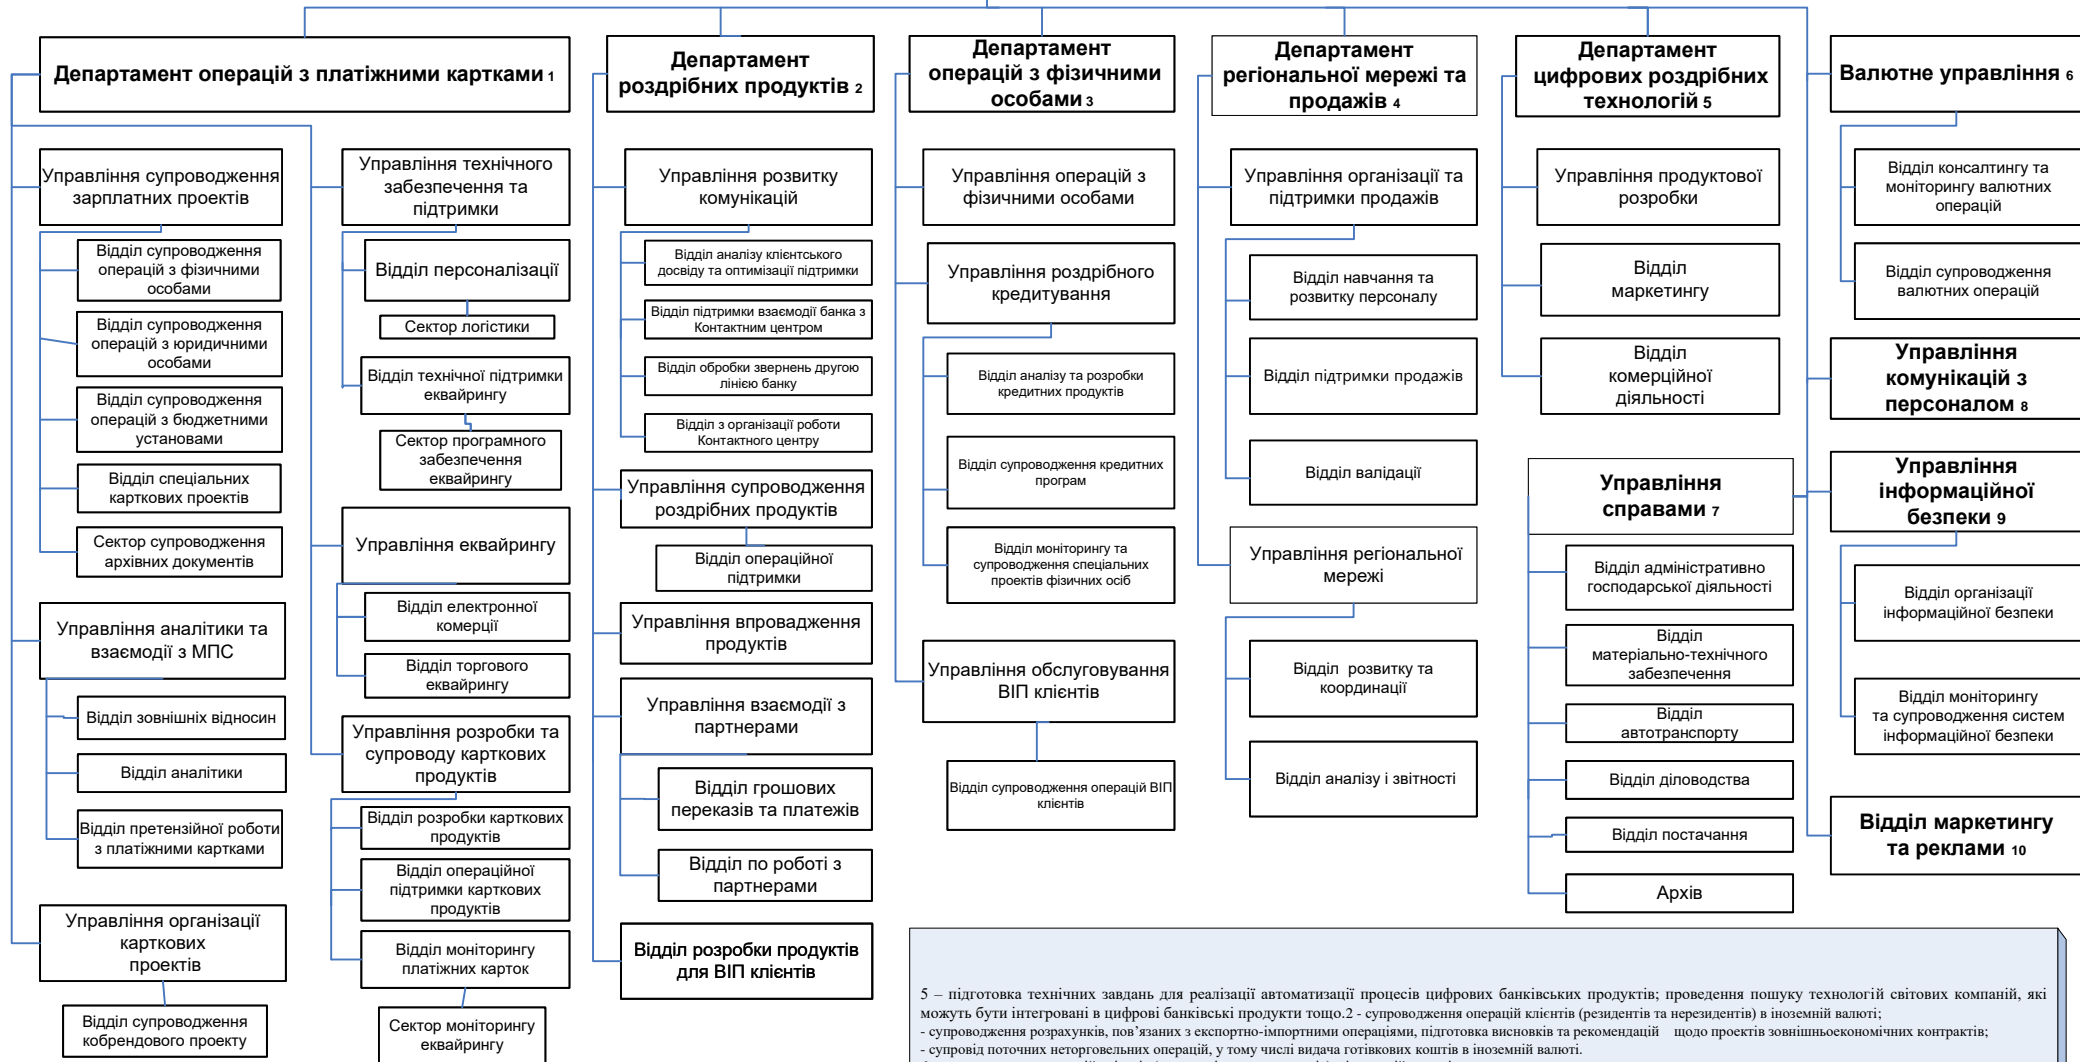 Департамент операцій з платіжними картками 1
Департамент
роздрібних продуктів 2
Департамент
операцій з фізичними
особами 3
Департамент
регіональної мережі та
продажів 4
Департамент
цифрових роздрібних
технологій 5
Валютне управління 6
Управління супроводження
зарплатних проектів
Відділ супроводження
операцій з фізичними
особами
Відділ супроводження
операцій з юридичними
особами
Відділ супроводження
операцій з бюджетними
установами
Відділ спеціальних
карткових проектів
Сектор супроводження
архівних документів
Управління аналітики та
взаємодії з МПС
Відділ зовнішніх відносин
Відділ аналітики
Відділ претензійної роботи
з платіжними картками
Управління організації
карткових
проектів
Відділ супроводження
кобрендового проекту
Управління технічного
забезпечення та
підтримки
Відділ персоналізації
Сектор логістики
Відділ технічної підтримки
еквайрингу
Сектор програмного
забезпечення
еквайрингу
Управління еквайрингу
Відділ електронної
комерції
Відділ торгового
еквайрингу
Управління розробки та
супроводу карткових
продуктів
Відділ розробки карткових
продуктів
Відділ операційної
підтримки карткових
продуктів
Відділ моніторингу
платіжних карток
Сектор моніторингу
еквайрингу
Управління розвитку
комунікацій
Відділ аналізу клієнтського
досвіду та оптимізації підтримки
Відділ підтримки взаємодії банка з
Контактним центром
Відділ обробки звернень другою
лінією банку
Відділ з організації роботи
Контактного центру
Управління супроводження
роздрібних продуктів
Відділ операційної
підтримки
Управління впровадження
продуктів
Управління взаємодії з
партнерами
Відділ грошових
переказів та платежів
Відділ по роботі з
партнерами
Відділ розробки продуктів
для ВІП клієнтів
Управління операцій з
фізичними особами
Управління роздрібного
кредитування
Відділ аналізу та розробки
кредитних продуктів
Відділ супроводження кредитних
програм
Відділ моніторингу та
супроводження спеціальних
проектів фізичних осіб
Управління обслуговування
ВІП клієнтів
Відділ супроводження операцій ВІП
клієнтів
Управління організації та
підтримки продажів
Відділ навчання та
розвитку персоналу
Відділ підтримки продажів
Відділ валідації
Управління регіональної
мережі
Відділ розвитку та
координації
Відділ аналізу і звітності
Управління продуктової
розробки
Відділ
маркетингу
Відділ
комерційної
діяльності
Управління
справами 7
Відділ адміністративно
господарської діяльності
Відділ
матеріально-технічного
забезпечення
Відділ
автотранспорту
Відділ діловодства
Відділ постачання
Архів
Відділ консалтингу та
моніторингу валютних
операцій
Відділ супроводження
валютних операцій
Управління
комунікацій з
персоналом 8
Управління
інформаційної
безпеки 9
Відділ організації
інформаційної безпеки
Відділ моніторингу
та супроводження систем
інформаційної безпеки
Відділ маркетингу
та реклами 10
5 – підготовка технічних завдань для реалізації автоматизації процесів цифрових банківських продуктів; проведення пошуку технологій світових компаній, які
можуть бути інтегровані в цифрові банківські продукти тощо.2 - супроводження операцій клієнтів (резидентів та нерезидентів) в іноземній валюті;
- супроводження розрахунків, пов’язаних з експортно-імпортними операціями, підготовка висновків та рекомендацій щодо проектів зовнішньоекономічних контрактів;
- супровід поточних неторговельних операцій, у тому числі видача готівкових коштів в іноземній валюті.